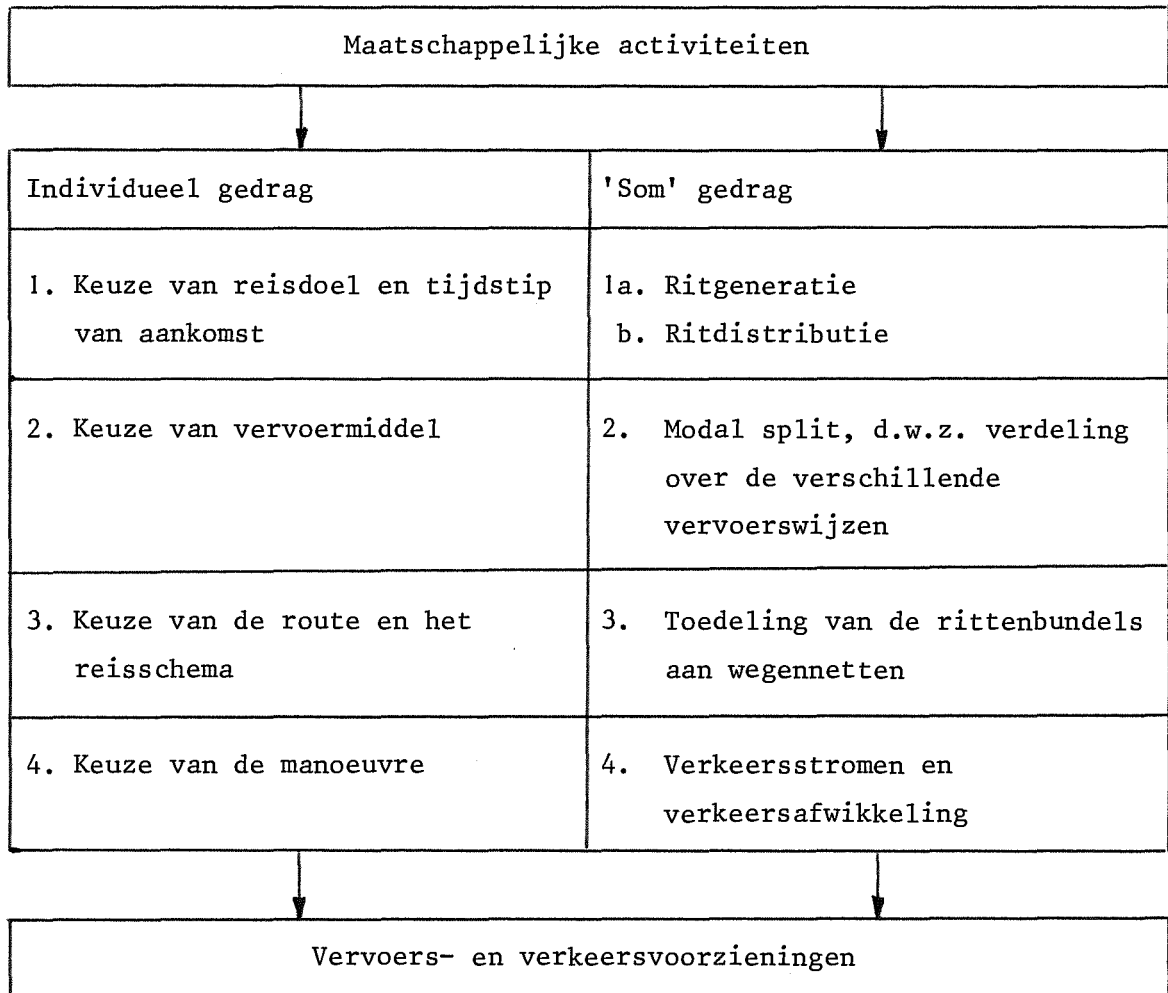 Maatschappelijke activiteiten
Individueel gedrag
'Som' gedrag
1. Keuze van reisdoel en tijdstip
van aankomst
1a. Ritgeneratie
b. Ritdistributie
2. Keuze van vervoermiddel
2. Modal split, d.w.z. verdeling
over de verschillende
vervoerswijzen
3. Keuze van de route en het
reisschema
3. Toedeling van de rittenbundels
aan wegennetten
4. Keuze van de manoeuvre
4. Verkeersstromen en
verkeersafwikkeling
Vervoers- en verkeersvoorzieningen